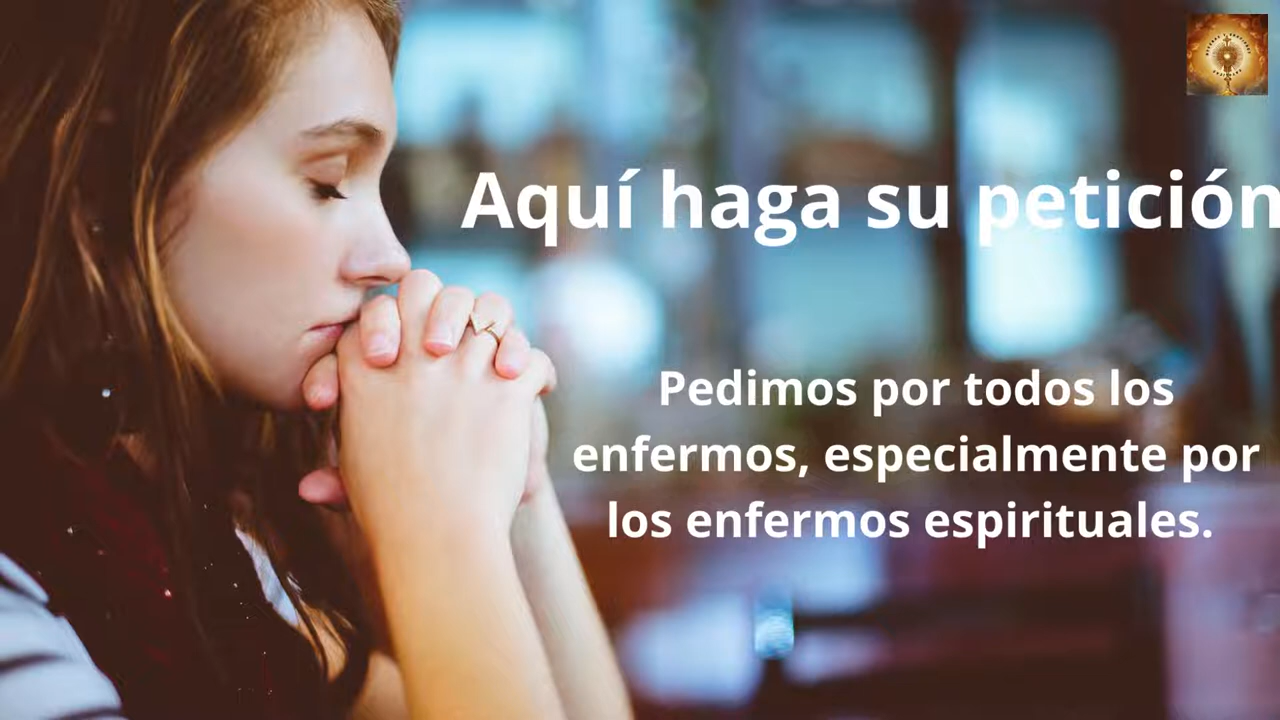 Aquí haga su petición
Pedimos por todos los
enfermos, especialmente por
los enfermos espirituales.